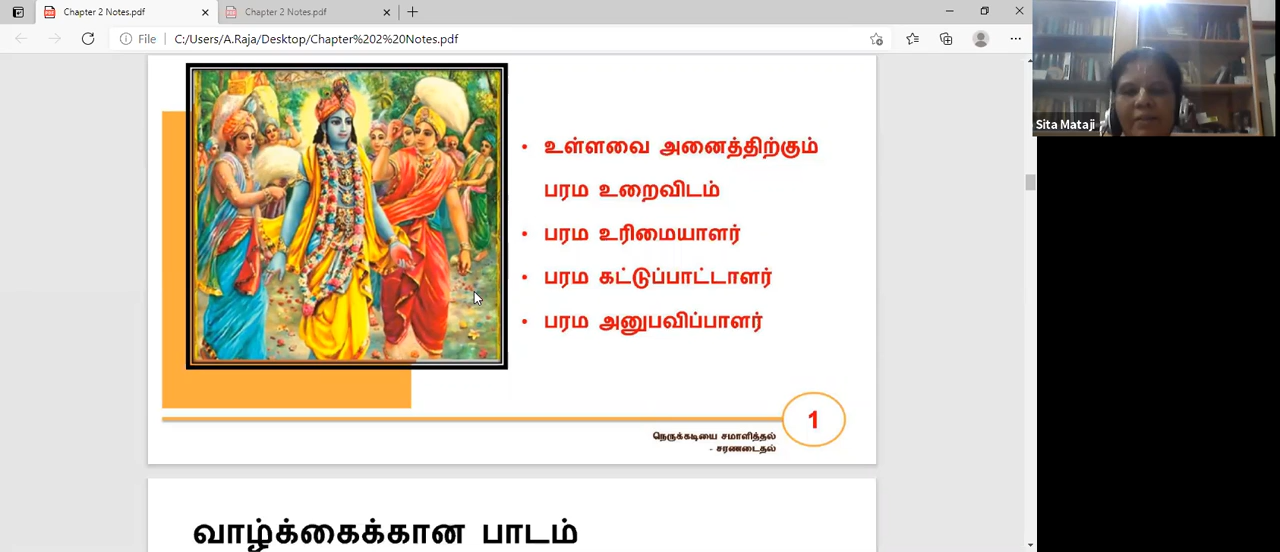 Chapter 2 Notes.pdf
Chapter 2 Notes.pdf
File
C:/Users/A.Raja/Desktop/Chapter%202%20Notes.pdf
Sita Mataji
• உள்ளவை அனைத்திற்கும்
பரம உறைவிடம்
• பரம உரிமையாளர்
• பரம கட்டுப்பாட்டாளர்
• பரம அனுபவிப்பாளர்
1
நெருக்கடியை சமாளித்தல்
- சரணடைதல்
வாழ்க்கைக்கான பாடம்